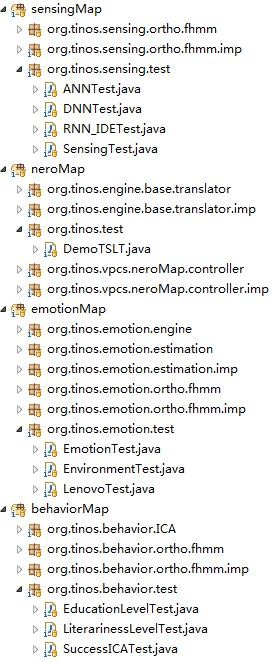 sensingMap
org.tinos.sensing.ortho.fhmm
org.tinos.sensing.ortho.fhmm.imp
org.tinos.sensing.test
ANNTest.java
DNNTest.java
RNN_IDETest.java
SensingTest.java
neroMap
org.tinos.engine.base.translator
org.tinos.engine.base.translator.imp
org.tinos.test
DemoTSLT.java
org.tinos.vpcs.neroMap.controller
org.tinos.vpcs.neroMap.controller.imp
emotionMap
org.tinos.emotion.engine
org.tinos.emotion.estimation
org.tinos.emotion.estimation.imp
org.tinos.emotion.ortho.fhmm
org.tinos.emotion.ortho.fhmm.imp
org.tinos.emotion.test
EmotionTest.java
EnvironmentTest.java
LenovoTest.java
behaviorMap
org.tinos.behavior.ICA
org.tinos.behavior.ortho.fhmm
org.tinos.behavior.ortho.fhmm.imp
org.tinos.behavior.test
EducationLevelTest.java
LiterarinessLevelTest.java
SuccessICATest.java